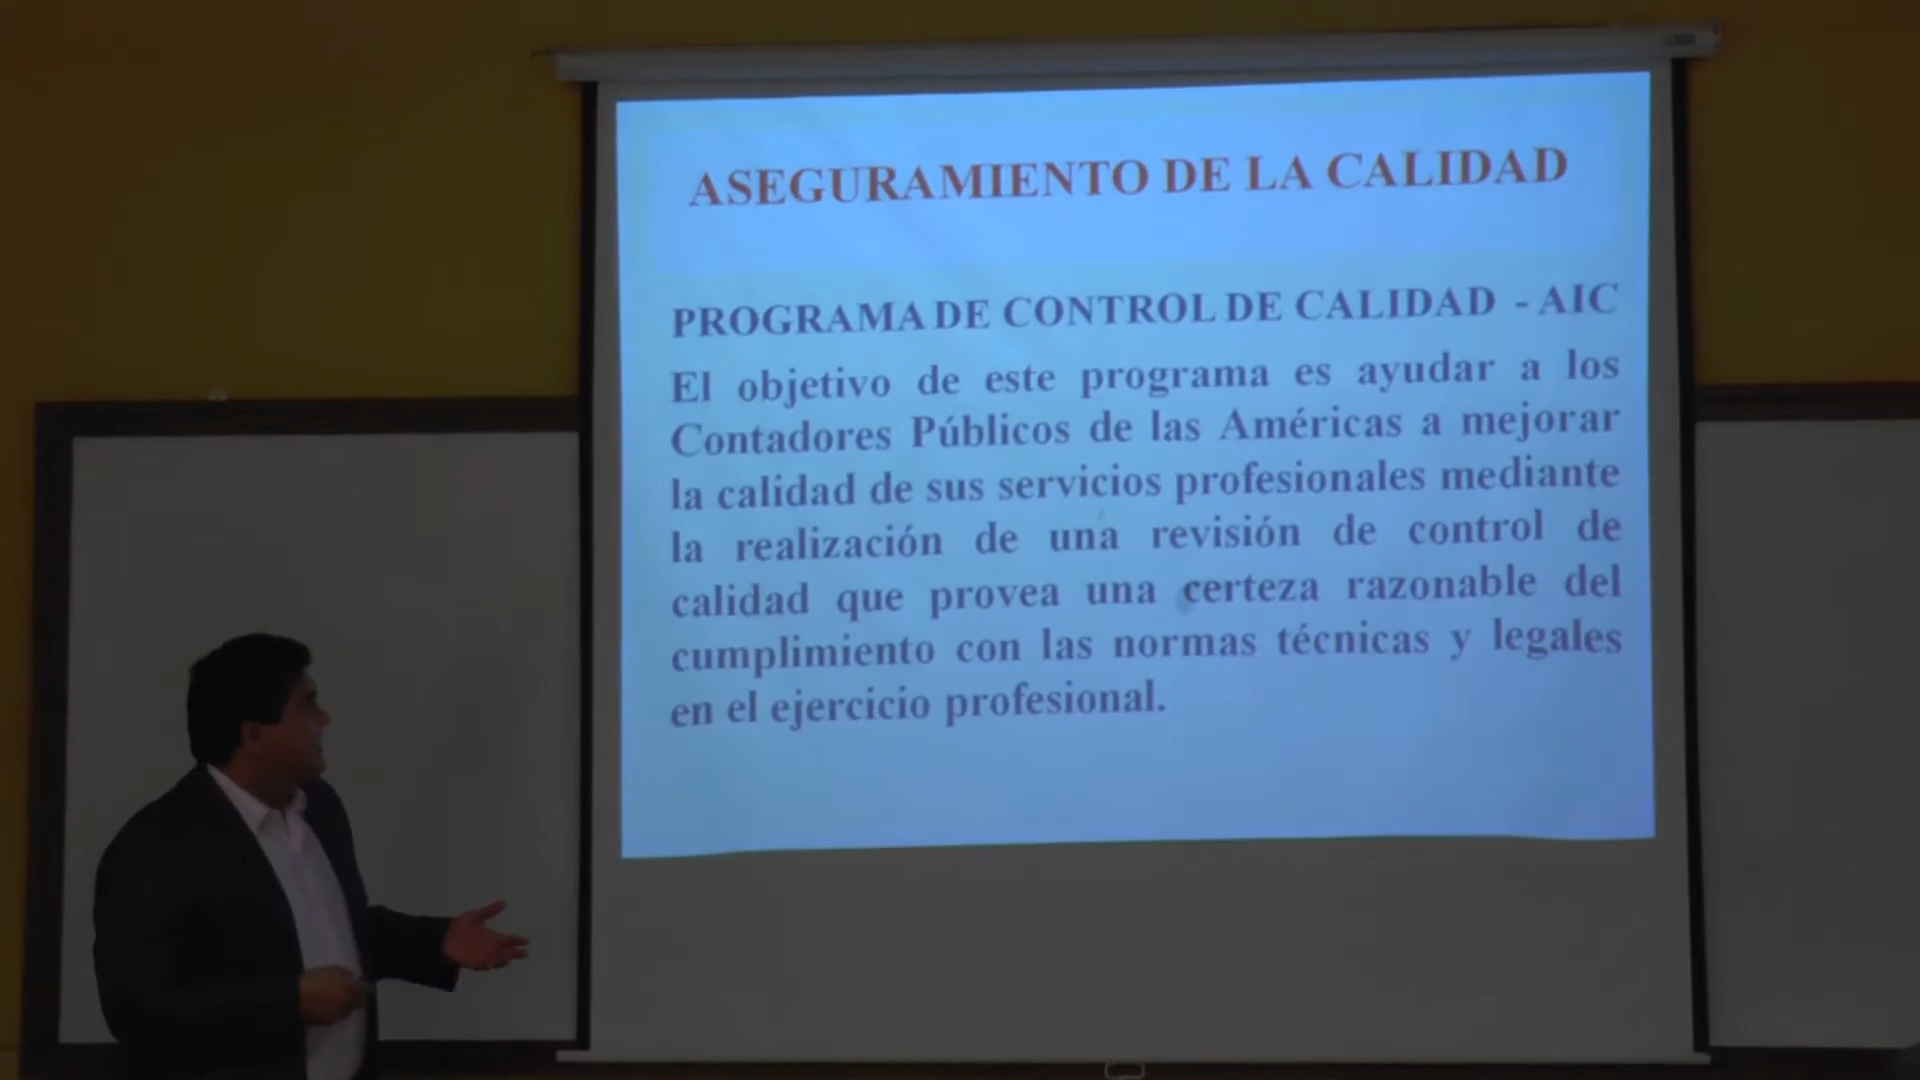 ASEGURAMIENTO DE LA CALIDAD
PROGRAMA DE CONTROL DE CALIDAD - AIC
El objetivo de este programa es ayudar a los
Contadores Públicos de las Américas a mejorar
la calidad de sus servicios profesionales mediante
la realización de una revisión de control de
calidad que provea una certeza razonable del
cumplimiento con las normas técnicas y legales
en el ejercicio profesional.